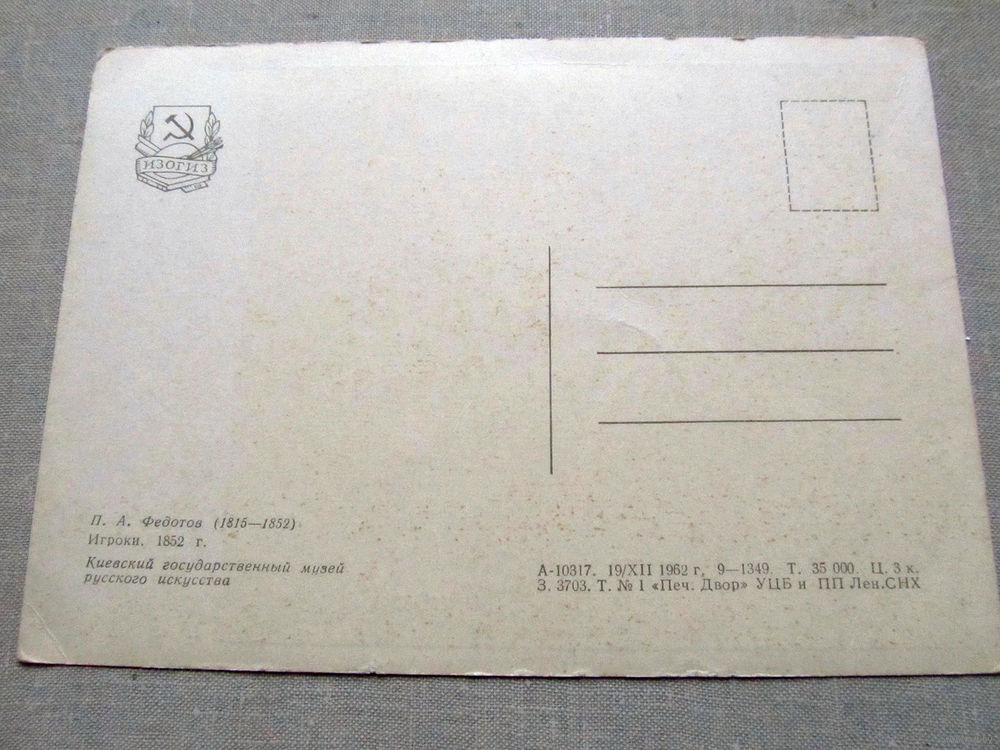 ИЗОГИЗ
П. А. Федотов (1815—1852)
Игроки, 1852 г.
Киевский государственный музей
русского искусства
А-10317. 19/XII 1962 г, 9—1349. Т. 35 000. Ц. 3 к.
З. 3703. Т. № 1 «Печ. Двор» УЦБ и ПП Лен.СНХ